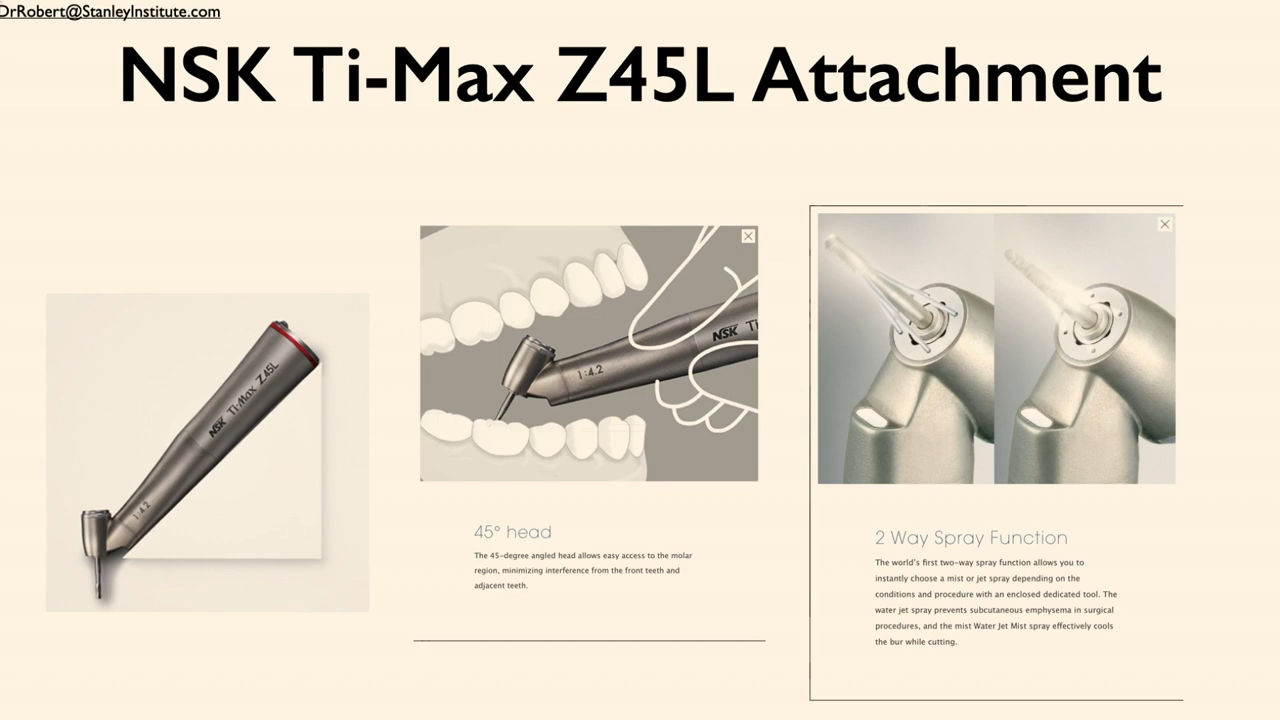 DrRobert@StanleyInstitute.com
NSK Ti-Max Z45L Attachment
NSK Ti-Max Z45L
1:4.2
NSK Ti
1:4.2
45° head
The 45-degree angled head allows easy access to the molar
region, minimizing interference from the front teeth and
adjacent teeth.
2 Way Spray Function
The world's first two-way spray function allows you to
instantly choose a mist or jet spray depending on the
conditions and procedure with an enclosed dedicated tool. The
water jet spray prevents subcutaneous emphysema in surgical
procedures, and the mist Water Jet Mist spray effectively cools
the bur while cutting.